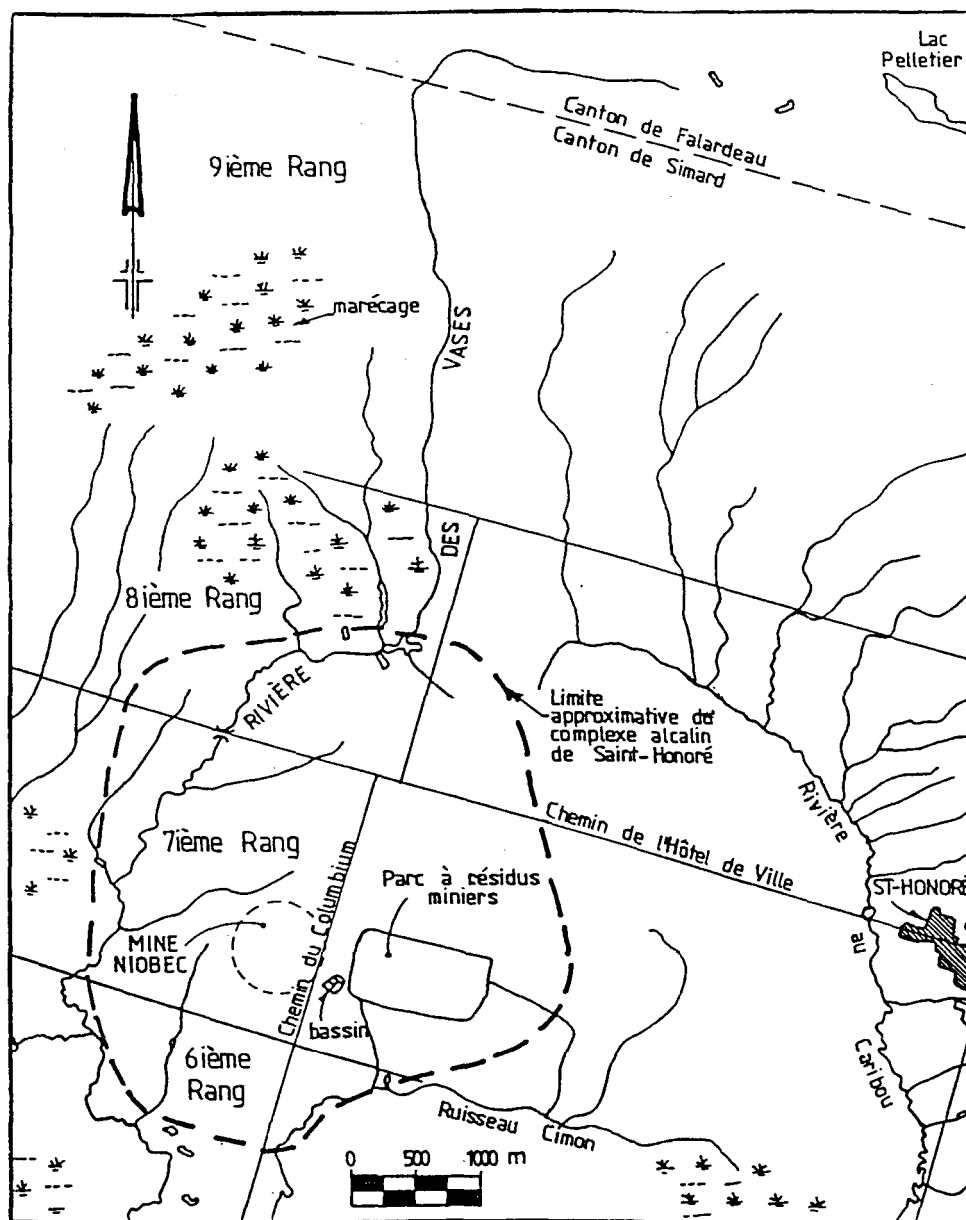 Lac
Pelletier
Canton de Falardeau
Canton de Simard
9ième Rang
marécage
VASES
DES
8ième Rang
RIVIÈRE
Limite
approximative du
complexe alcalin
de Saint-Honoré
Rivière
Chemin de l'Hôtel de Ville
7ième Rang
Parc à résidus
miniers
ST-HONORÉ
MINE
NIOBEC
Chemin du Columbium
au
bassin
6ième
Rang
Caribou
Ruisseau Cimon
0 500 1000 m